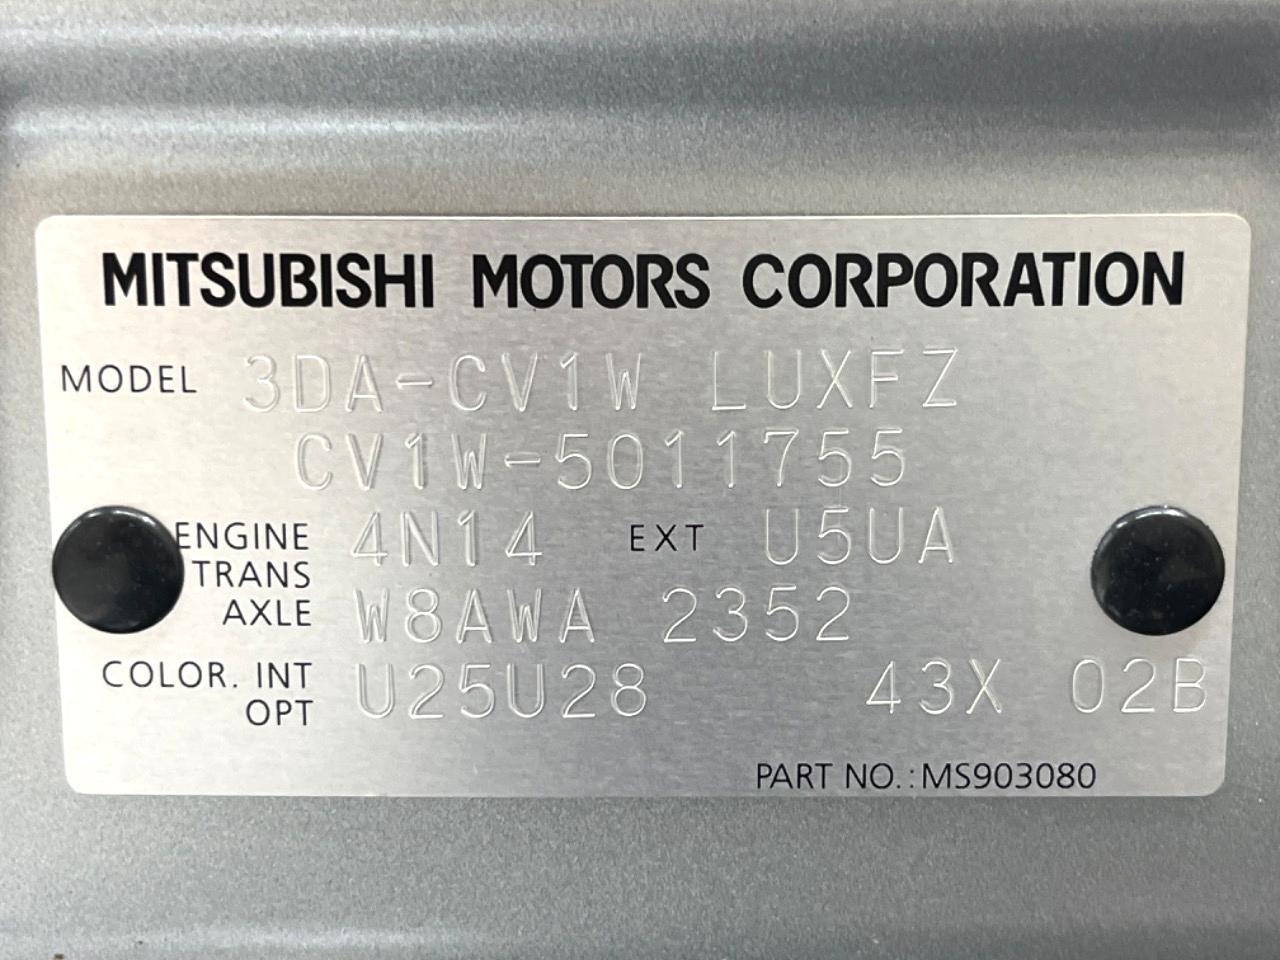 MITSUBISHI MOTORS CORPORATION
MODEL 3DA-CV1W LUXFZ
CV1W-5011755
ENGINE 4N14 EXT U5UA
TRANS
AXLE W8AWA 2352
COLOR. INT
OPT U25U28 43X 02B
PART NO.:MS903080